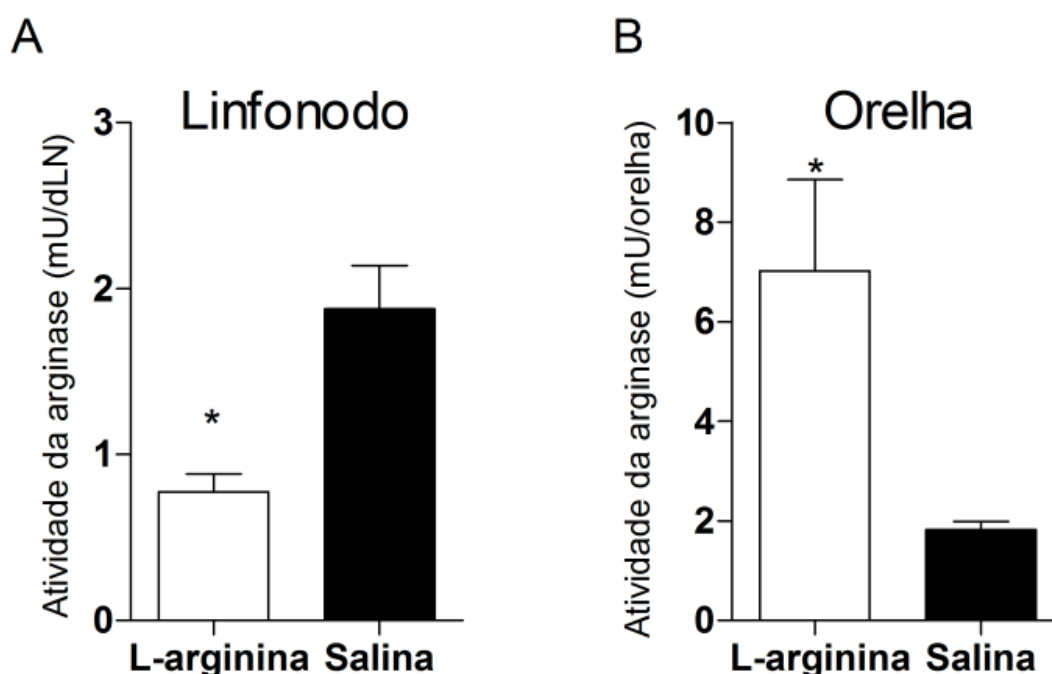 A
Linfonodo
Atividade da arginase (mU/dLN)
3
2
1
0
*
L-arginina Salina
B
Orelha
Atividade da arginase (mU/orelha)
10
8
6
4
2
0
*
L-arginina Salina